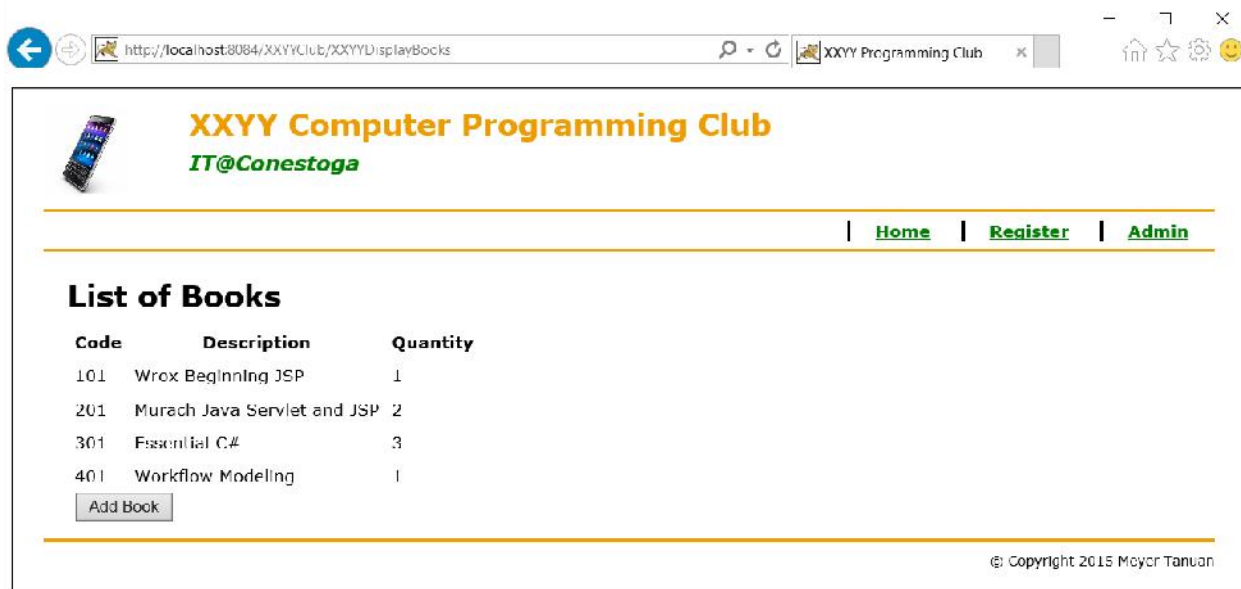 http://localhost:8084/XXYYClub/XXYYDisplayBooks
XXYY Programming Club
XXYY Computer Programming Club
IT@Conestoga
Home Register Admin
List of Books
Code Description Quantity
101 Wrox Beginning JSP 1
201 Murach Java Servlet and JSP 2
301 Essential C# 3
401 Workflow Modeling 1
Add Book
© Copyright 2015 Meyer Tanuan